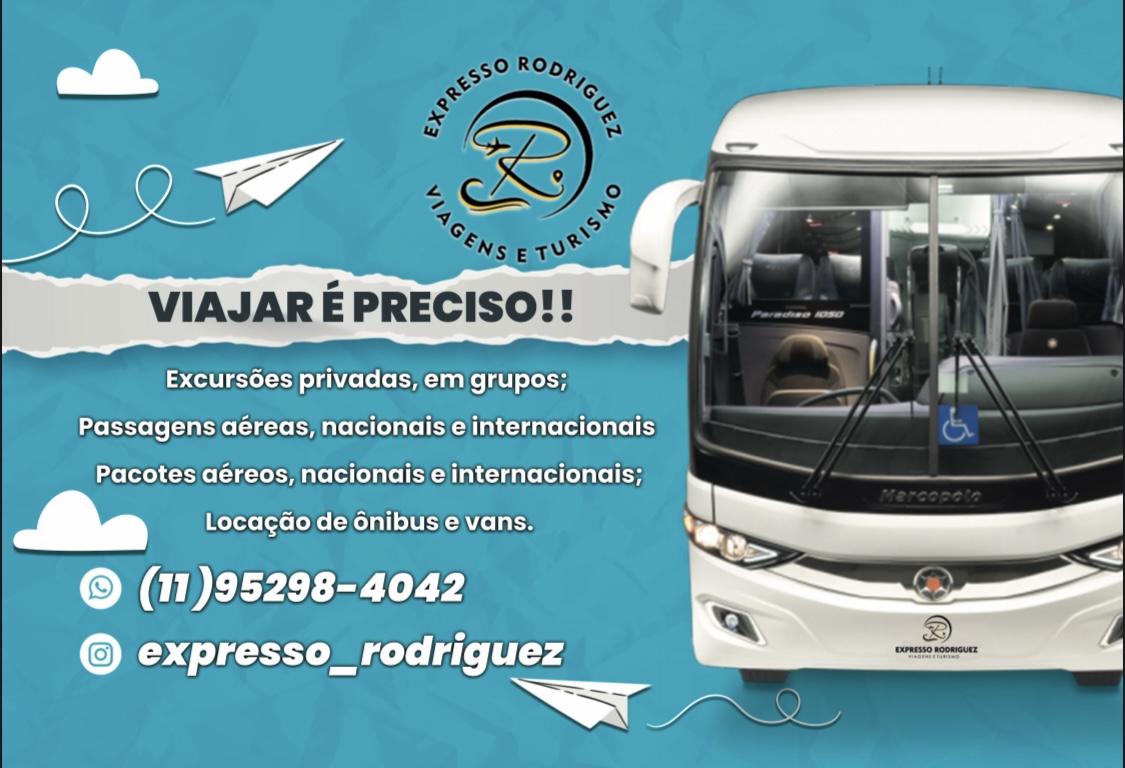 EXPRESSO RODRIGUEZ
R.
VIAGENS E TURISMO
VIAJAR É PRECISO!!
Excursões privadas, em grupos;
Passagens aéreas, nacionais e internacionais
Pacotes aéreos, nacionais e internacionais;
Locação de ônibus e vans.
(11 )95298-4042
expresso_rodriguez
Paradiso 1050
Marcopolo
R.
EXPRESSO RODRIGUEZ
VIAGENS E TURISMO